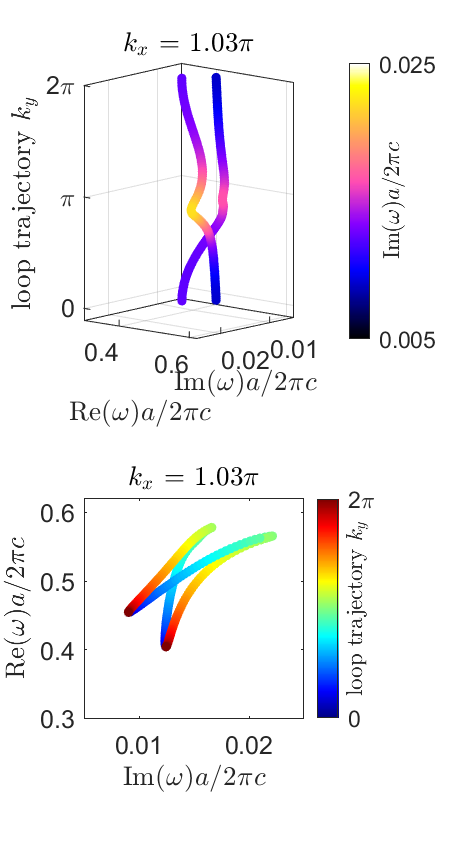 k_x = 1.03π
2π
π
0
loop trajectory k_y
0.4
0.6
0.02
0.01
Im(ω)a/2πc
Re(ω)a/2πc
0.025
0.005
Im(ω)a/2πc
k_x = 1.03π
0.6
0.5
0.4
0.3
Re(ω)a/2πc
0.01
0.02
Im(ω)a/2πc
2π
0
loop trajectory k_y